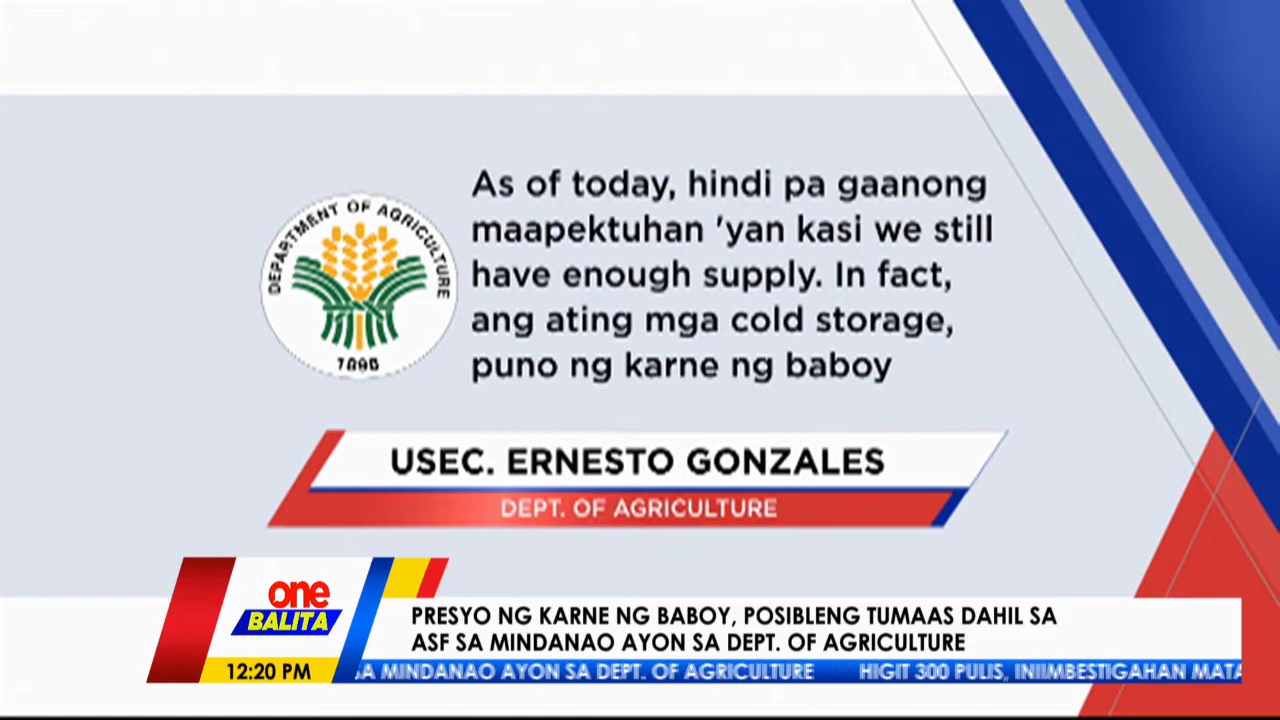 As of today, hindi pa gaanong
maapektuhan 'yan kasi we still
have enough supply. In fact,
ang ating mga cold storage,
puno ng karne ng baboy
DEPARTMENT OF AGRICULTURE
1898
USEC. ERNESTO GONZALES
DEPT. OF AGRICULTURE
one
BALITA
PRESYO NG KARNE NG BABOY, POSIBLENG TUMAAS DAHIL SA
ASF SA MINDANAO AYON SA DEPT. OF AGRICULTURE
12:20 PM
SA MINDANAO AYON SA DEPT. OF AGRICULTURE HIGIT 300 PULIS, INIIMBESTIGAHAN MATA